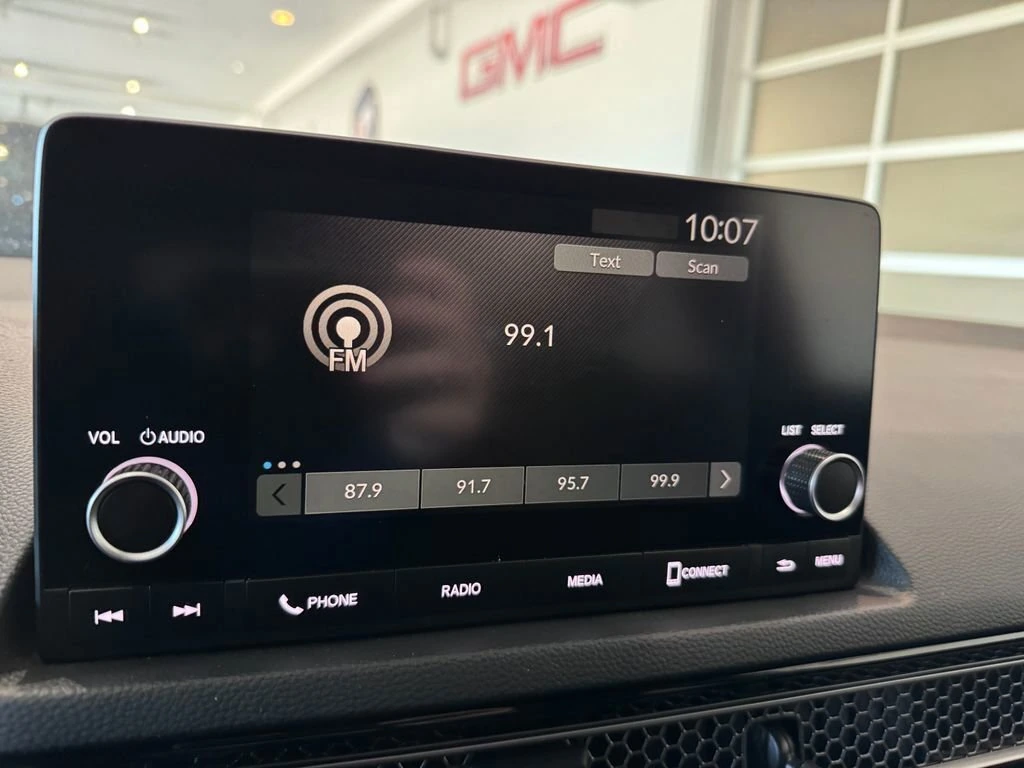 GMC
10:07
Text Scan
FM
99.1
VOL AUDIO
LIST SELECT
87.9 91.7 95.7 99.9
PHONE RADIO MEDIA CONNECT MENU